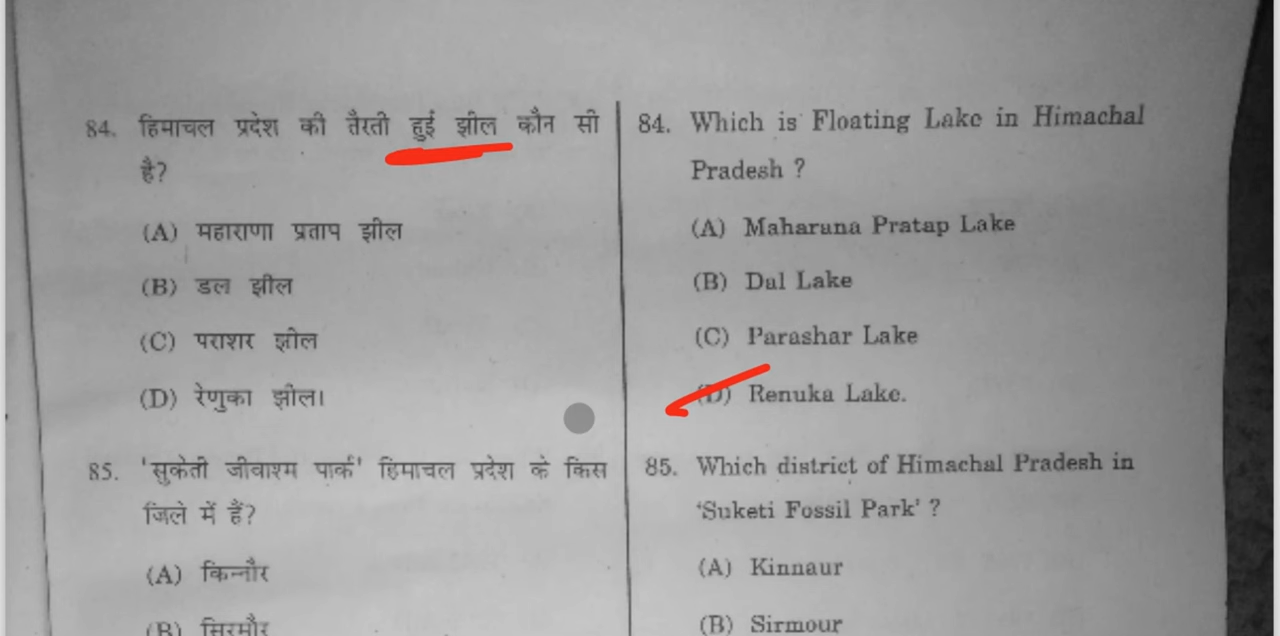 84. हिमाचल प्रदेश की तैरती हुई झील कौन सी
है?
(A) महाराणा प्रताप झील
(B) डल झील
(C) पराशर झील
(D) रेणुका झील।
85. 'सुकेती जीवाश्म पार्क' हिमाचल प्रदेश के किस
जिले में हैं?
(A) किन्नौर
(B) सिरमौर
84. Which is Floating Lake in Himachal
Pradesh ?
(A) Maharana Pratap Lake
(B) Dal Lake
(C) Parashar Lake
(D) Renuka Lake.
85. Which district of Himachal Pradesh in
'Suketi Fossil Park' ?
(A) Kinnaur
(B) Sirmour